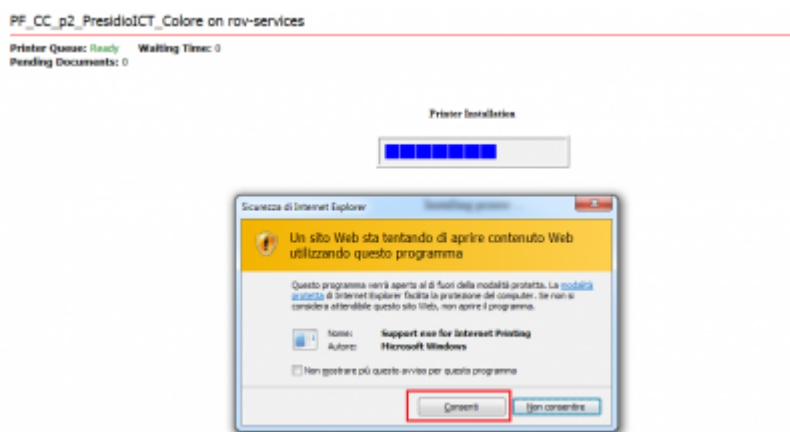 PF_CC_p2_PresidioICT_Colore on rov-services
Printer Queue: Ready Waiting Time: 0
Pending Documents: 0
Printer Installation
Sicurezza di Internet Explorer
Un sito Web sta tentando di aprire contenuto Web
utilizzando questo programma
Questo programma verrà aperto al di fuori della modalità protetta. La modalità
protetta di Internet Explorer facilita la protezione del computer. Se non si
considera attendibile questo sito Web, non aprire il programma.
Nome: Support exe for Internet Printing
Autore: Microsoft Windows
Non mostrare più questo avviso per questo programma
Consenti Non consentire